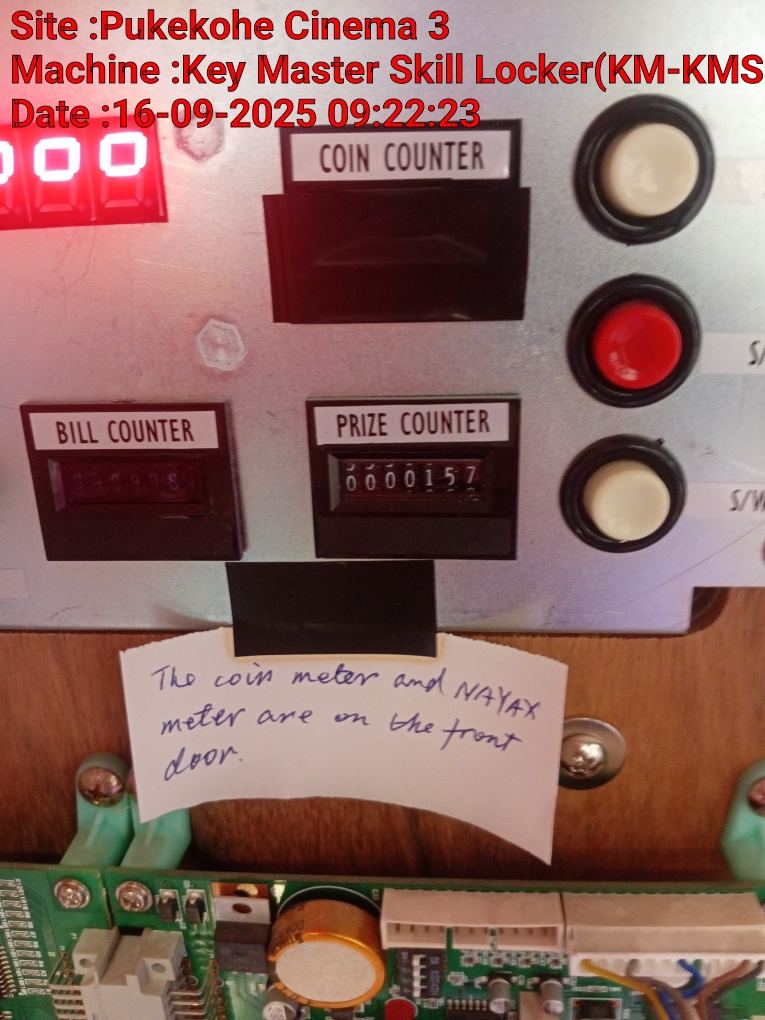 Site :Pukekohe Cinema 3
Machine :Key Master Skill Locker(KM-KMS
Date :16-09-2025 09:22:23
000
COIN COUNTER
S/
BILL COUNTER
PRIZE COUNTER
0000157
S/W
The coin meter and NAYAX
meter are on the front
door.